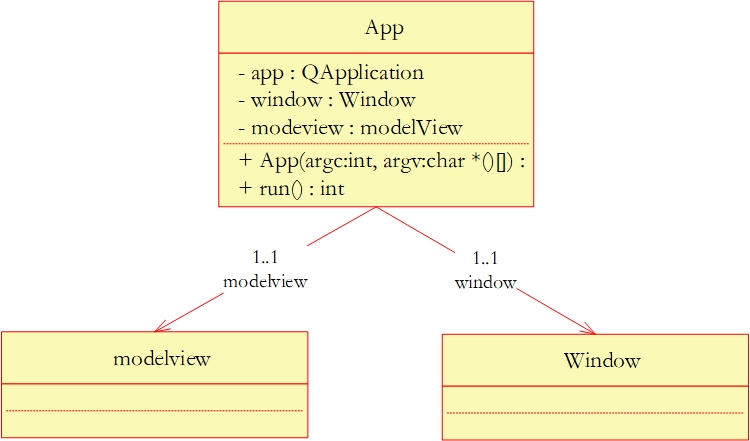 App
- app : QApplication
- window : Window
- modeview : modelView
+ App(argc:int, argv:char *()[]) :
+ run() : int
1..1
modelview
1..1
window
modelview
Window